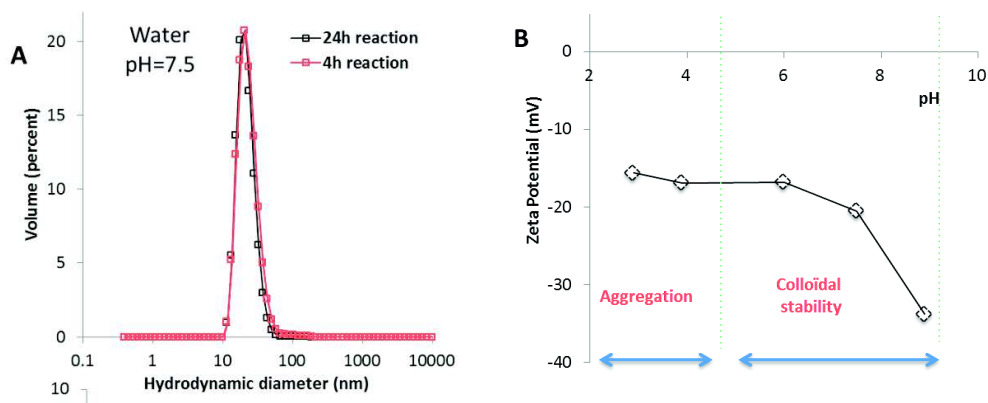 A
Water
pH=7.5
24h reaction
4h reaction
Volume (percent)
20
15
10
5
0
0.1
1
10
100
1000
10000
Hydrodynamic diameter (nm)
10
B
Zeta Potential (mV)
0
-10
-20
-30
-40
2
4
6
8
10
pH
Aggregation
Colloïdal
stability